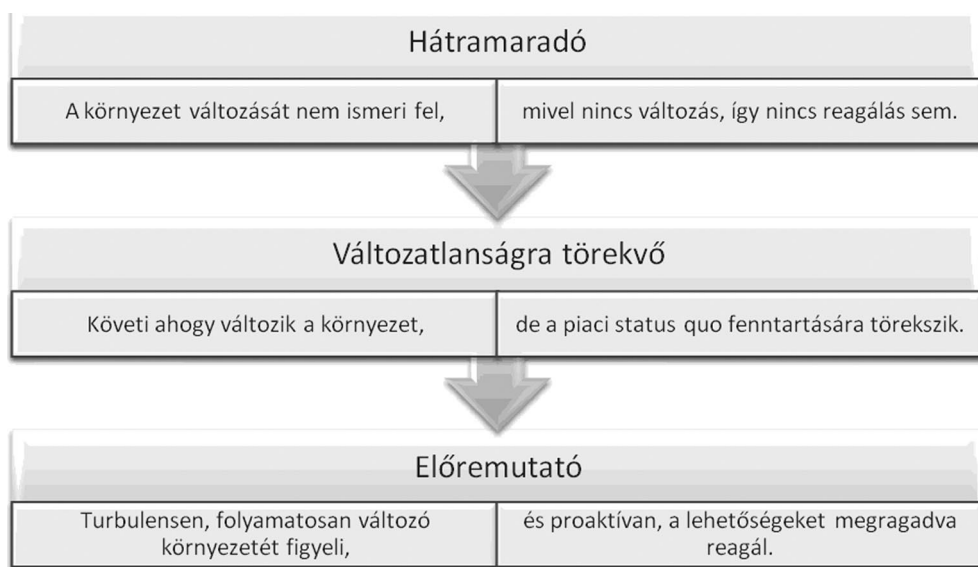 Hátramaradó
A környezet változását nem ismeri fel,
mivel nincs változás, így nincs reagálás sem.
Változatlanságra törekvő
Követi ahogy változik a környezet,
de a piaci status quo fenntartására törekszik.
Előremutató
Turbulensen, folyamatosan változó
környezetét figyeli,
és proaktívan, a lehetőségeket megragadva
reagál.